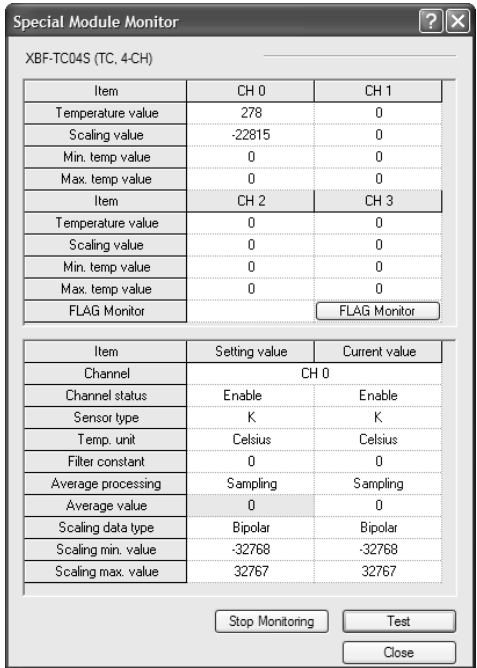 Special Module Monitor
XBF-TC04S (TC, 4-CH)
Item CH 0 CH 1
Temperature value 278 0
Scaling value -22815 0
Min. temp value 0 0
Max. temp value 0 0
Item CH 2 CH 3
Temperature value 0 0
Scaling value 0 0
Min. temp value 0 0
Max. temp value 0 0
FLAG Monitor FLAG Monitor
Item Setting value Current value
Channel CH 0
Channel status Enable Enable
Sensor type K K
Temp. unit Celsius Celsius
Filter constant 0 0
Average processing Sampling Sampling
Average value 0 0
Scaling data type Bipolar Bipolar
Scaling min. value -32768 -32768
Scaling max. value 32767 32767
Stop Monitoring Test
Close